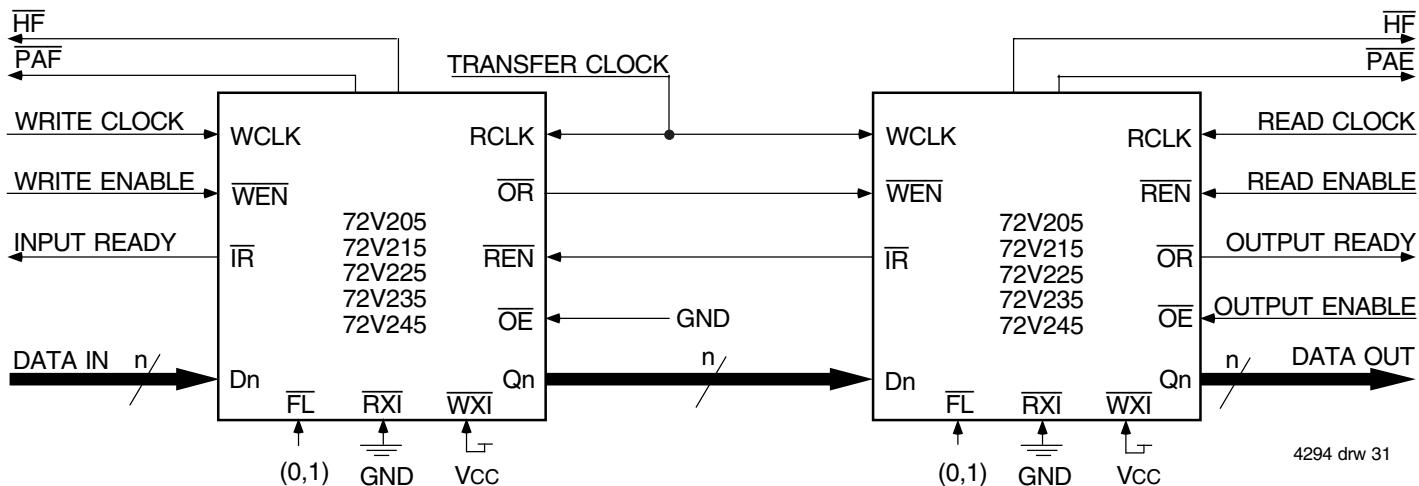 HF HF
PAF PAE
TRANSFER CLOCK
WRITE CLOCK WCLK RCLK WCLK RCLK READ CLOCK
WRITE ENABLE WEN OR WEN REN READ ENABLE
72V205 72V205
INPUT READY IR 72V215 REN IR 72V215 OR OUTPUT READY
72V225 72V225
72V235 72V235
72V245 OE GND 72V245 OE OUTPUT ENABLE
DATA IN n Dn Qn n Dn Qn n DATA OUT
FL RXI WXI FL RXI WXI
(0,1) GND VCC (0,1) GND VCC
4294 drw 31